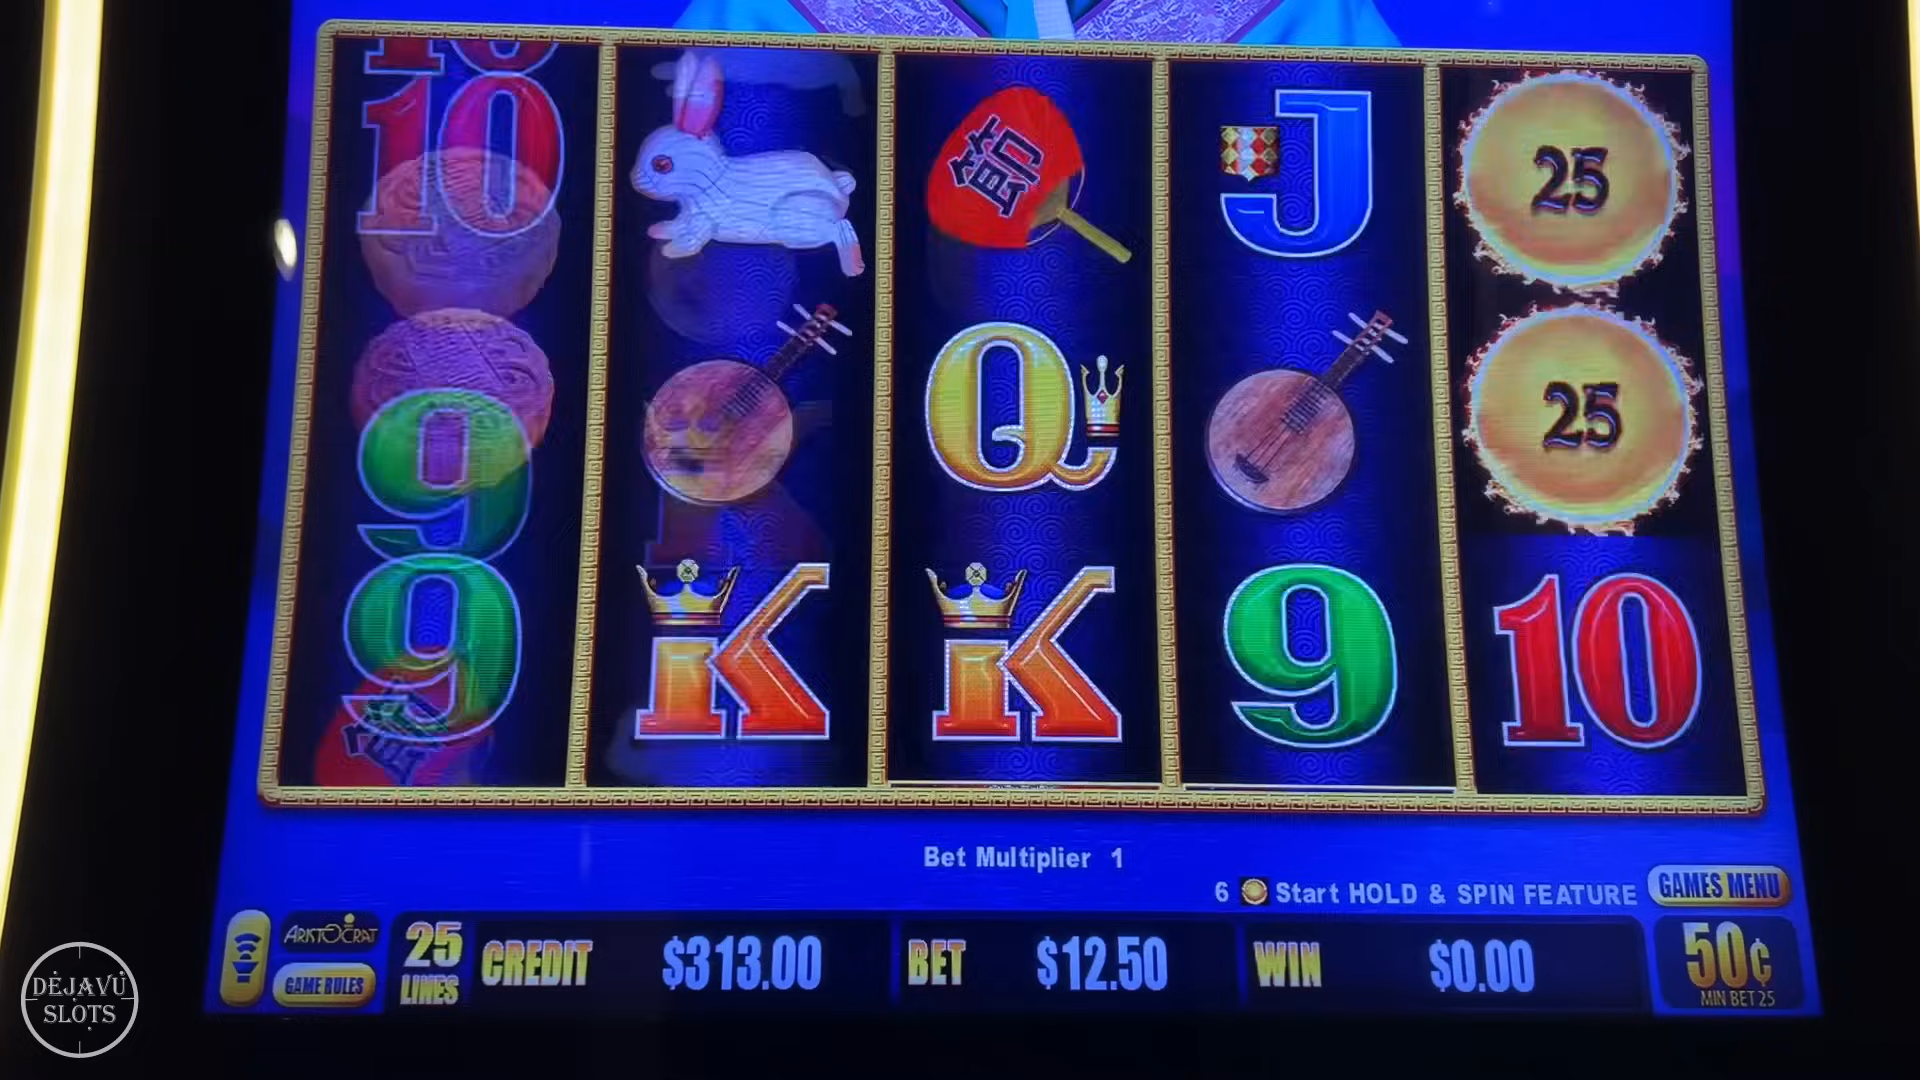 10
10
節
J
25
9
Q
25
9
K
K
9
10
Bet Multiplier 1
6 Start HOLD & SPIN FEATURE
GAMES MENU
ARISTOCRAT
GAME RULES
25
LINES
CREDIT $313.00
BET $12.50
WIN $0.00
50¢
MIN BET 25
DEJAVU
SLOTS